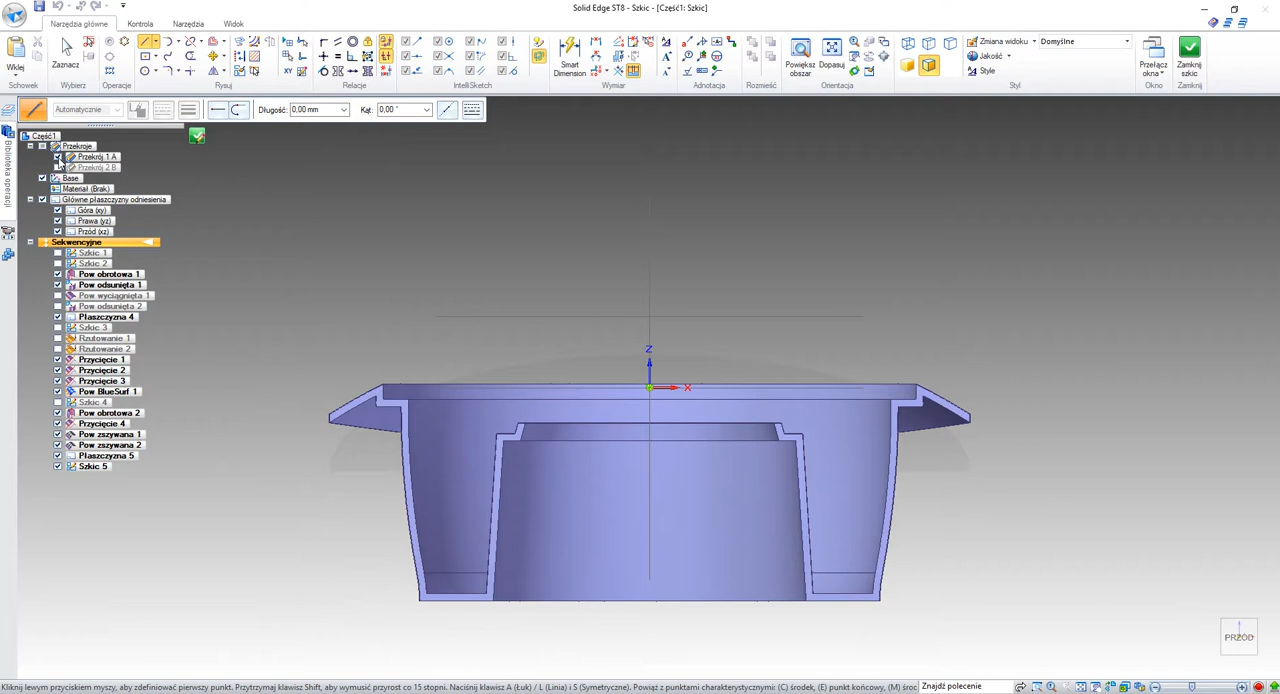 Solid Edge ST8 - Szkic - [Część1: Szkic]
Narzędzia główne
Kontrola
Narzędzia
Widok
Wklej
Zaznacz
Smart Dimension
Powiększ obszar
Dopasuj
Zmiana widoku
Domyślne
Jakość
Style
Przełącz okna
Zamknij szkic
Schowek
Wybierz
Operacje
Rysuj
Relacje
IntelliSketch
Wymiar
Adnotacja
Rozmieść
Orientacja
Styl
Zamknij
Automatycznie
Długość: 0,00 mm
Kąt: 0,00 °
Biblioteka operacji
Część1
Przekroje
Przekrój 1 A
Przekrój 2 B
Base
Materiał (Brak)
Główne płaszczyzny odniesienia
Góra (xy)
Prawa (yz)
Przód (xz)
Sekwencyjne
Szkic 1
Szkic 2
Pow obrotowa 1
Pow odsunięta 1
Pow wyciągnięta 1
Pow odsunięta 2
Płaszczyzna 4
Szkic 3
Rzutowanie 1
Rzutowanie 2
Przycięcie 1
Przycięcie 2
Przycięcie 3
Pow BlueSurf 1
Szkic 4
Pow obrotowa 2
Przycięcie 4
Pow zszywana 1
Pow zszywana 2
Płaszczyzna 5
Szkic 5
Z
X
PRZÓD
Kliknij lewym przyciskiem myszy, aby zdefiniować pierwszy punkt. Przytrzymaj klawisz Shift, aby wymusić przyrost co 15 stopni. Naciśnij klawisz A (Łuk) / L (Linia) i S (Symetryczne). Powiąż z punktami charakterystycznymi: (C) środek, (E) punkt końcowy, (M) śroc
Znajdź polecenie